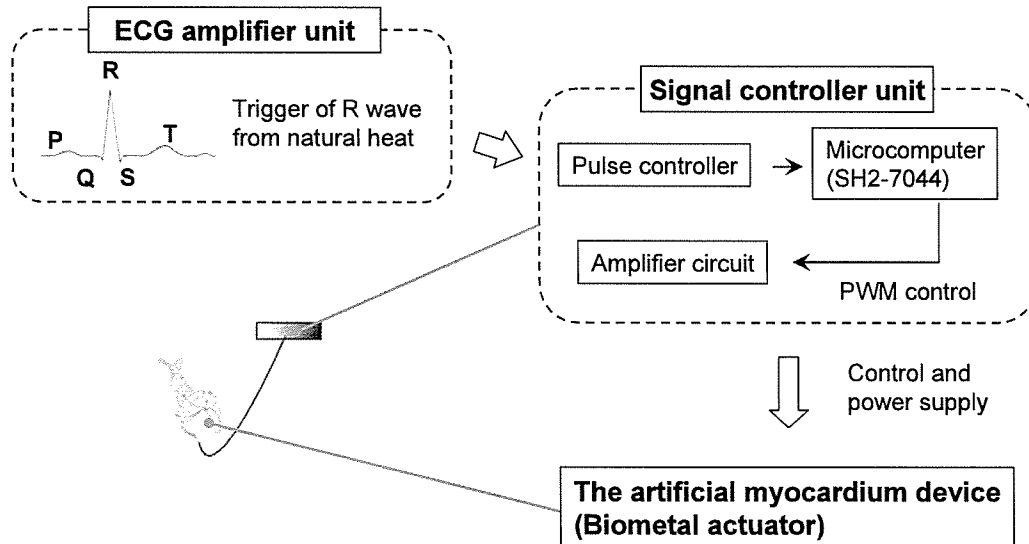 ECG amplifier unit
R
P
T
Q
S
Trigger of R wave
from natural heat
Signal controller unit
Pulse controller
Microcomputer
(SH2-7044)
Amplifier circuit
PWM control
Control and
power supply
The artificial myocardium device
(Biometal actuator)